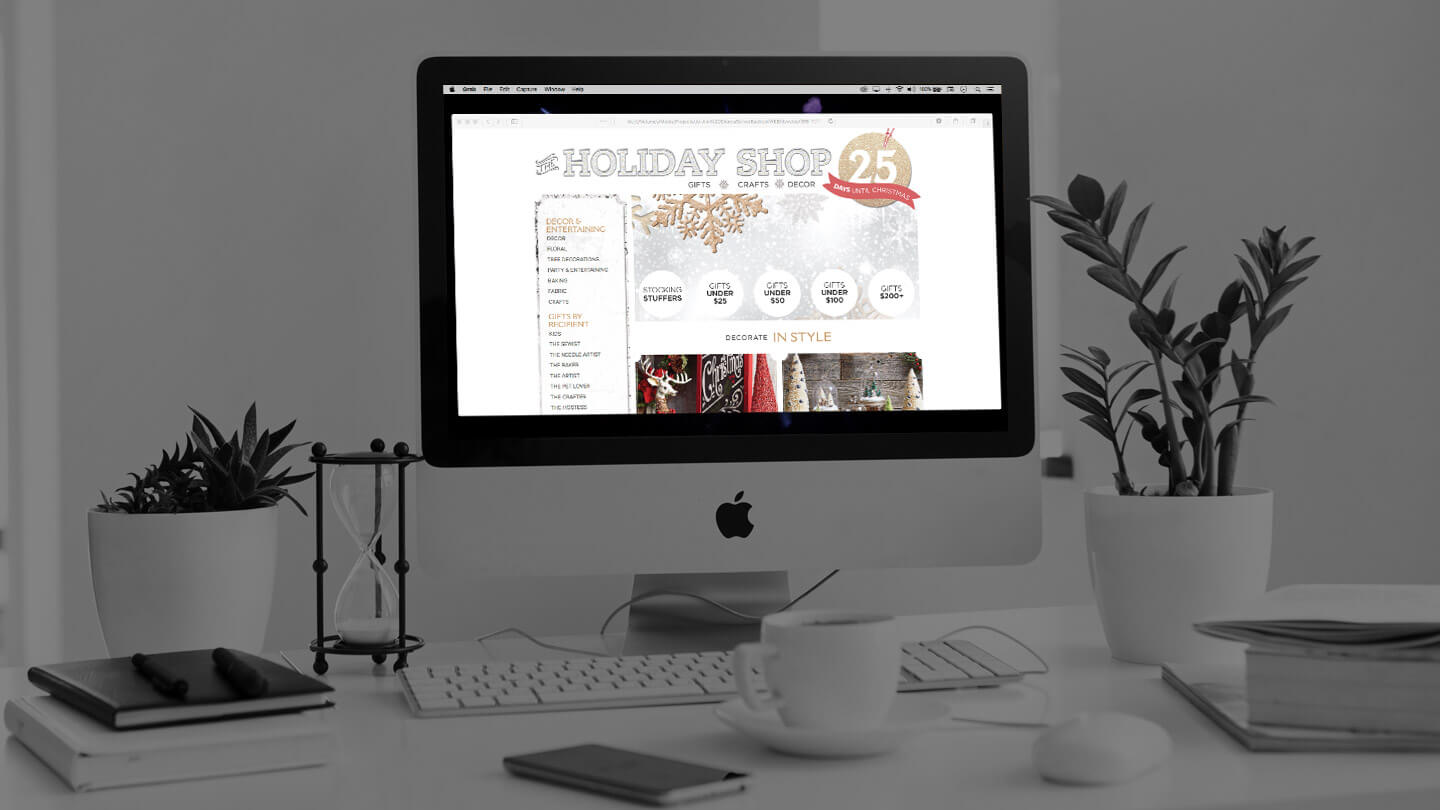 Grab File Edit Capture Window Help
100%
THE HOLIDAY SHOP
GIFTS CRAFTS DECOR
25
DAYS UNTIL CHRISTMAS
DECOR &
ENTERTAINING
DECOR
FLORAL
TREE DECORATIONS
PARTY & ENTERTAINING
BAKING
FABRIC
CRAFTS
GIFTS BY
RECIPIENT
KIDS
THE SEWIST
THE NEEDLE ARTIST
THE BAKER
THE ARTIST
THE PET LOVER
THE CRAFTER
THE HOSTESS
STOCKING
STUFFERS
GIFTS
UNDER
$25
GIFTS
UNDER
$50
GIFTS
UNDER
$100
GIFTS
$200+
DECORATE IN STYLE
Christmas